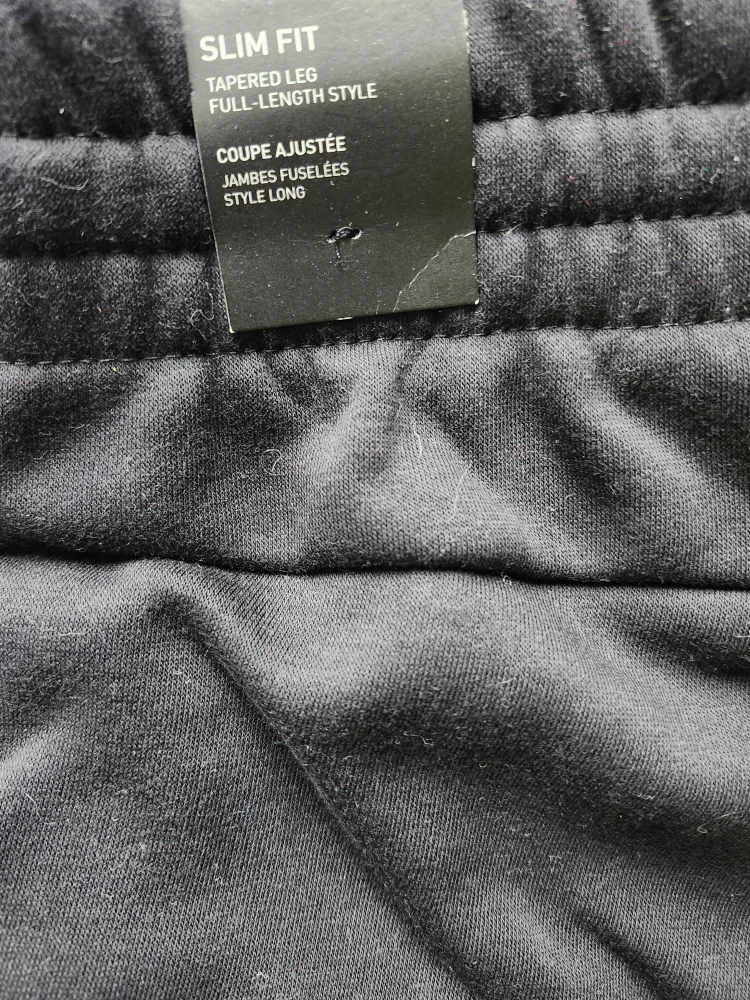 SLIM FIT
TAPERED LEG
FULL-LENGTH STYLE
COUPE AJUSTÉE
JAMBES FUSELÉES
STYLE LONG